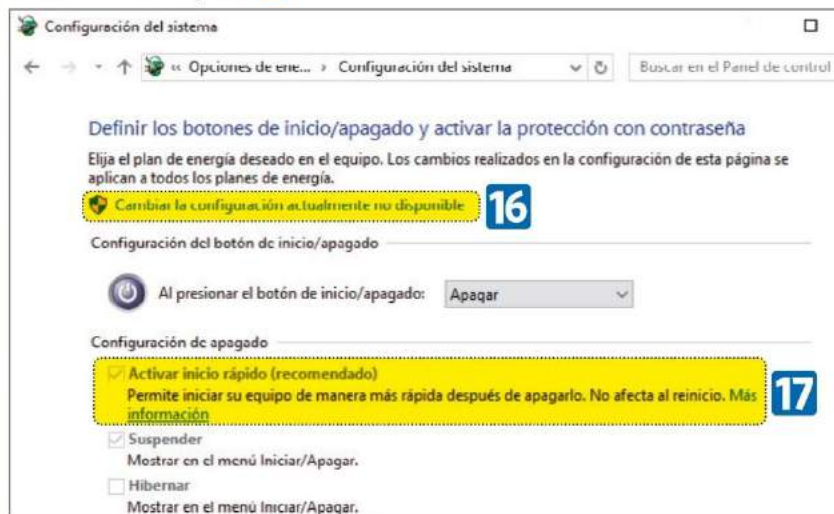 Configuración del sistema
« Opciones de ene... › Configuración del sistema
Buscar en el Panel de control
Definir los botones de inicio/apagado y activar la protección con contraseña
Elija el plan de energía deseado en el equipo. Los cambios realizados en la configuración de esta página se
aplican a todos los planes de energía.
Cambiar la configuración actualmente no disponible 16
Configuración del botón de inicio/apagado
Al presionar el botón de inicio/apagado: Apagar
Configuración de apagado
Activar inicio rápido (recomendado)
Permite iniciar su equipo de manera más rápida después de apagarlo. No afecta al reinicio. Más
información
17
Suspender
Mostrar en el menú Iniciar/Apagar.
Hibernar
Mostrar en el menú Iniciar/Apagar.